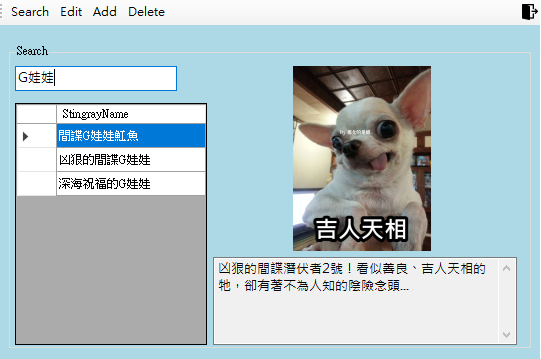 Search Edit Add Delete
Search
G娃娃
StingrayName
間諜G娃娃魟魚
凶狠的間諜G娃娃
深海祝福的G娃娃
吉人天相
凶狠的間諜潛伏者2號！看似善良、吉人天相的
牠，卻有著不為人知的陰險念頭...